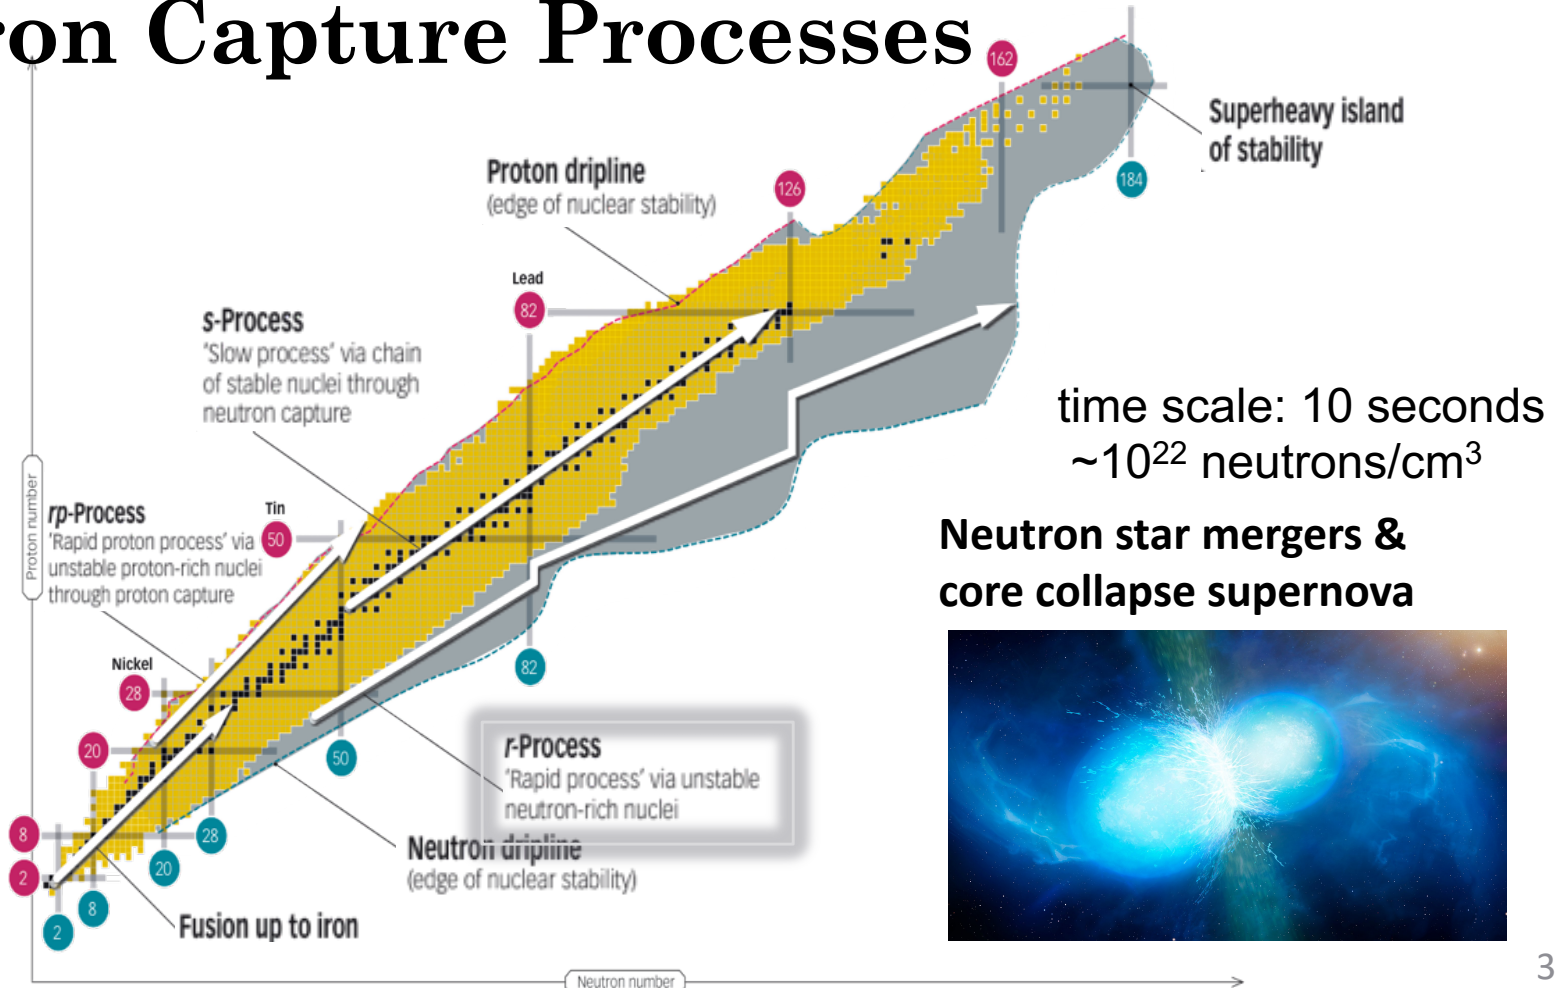 ron Capture Processes
162
Superheavy island
of stability
184
Proton dripline
(edge of nuclear stability)
126
Lead
82
s-Process
'Slow process' via chain
of stable nuclei through
neutron capture
time scale: 10 seconds
~10²² neutrons/cm³
Neutron star mergers &
core collapse supernova
Proton number
rp-Process
'Rapid proton process' via
unstable proton-rich nuclei
through proton capture
Tin
50
Nickel
28
20
82
50
r-Process
'Rapid process' via unstable
neutron-rich nuclei
Neutron dripline
(edge of nuclear stability)
8
2
28
20
8
2
Fusion up to iron
Neutron number
3